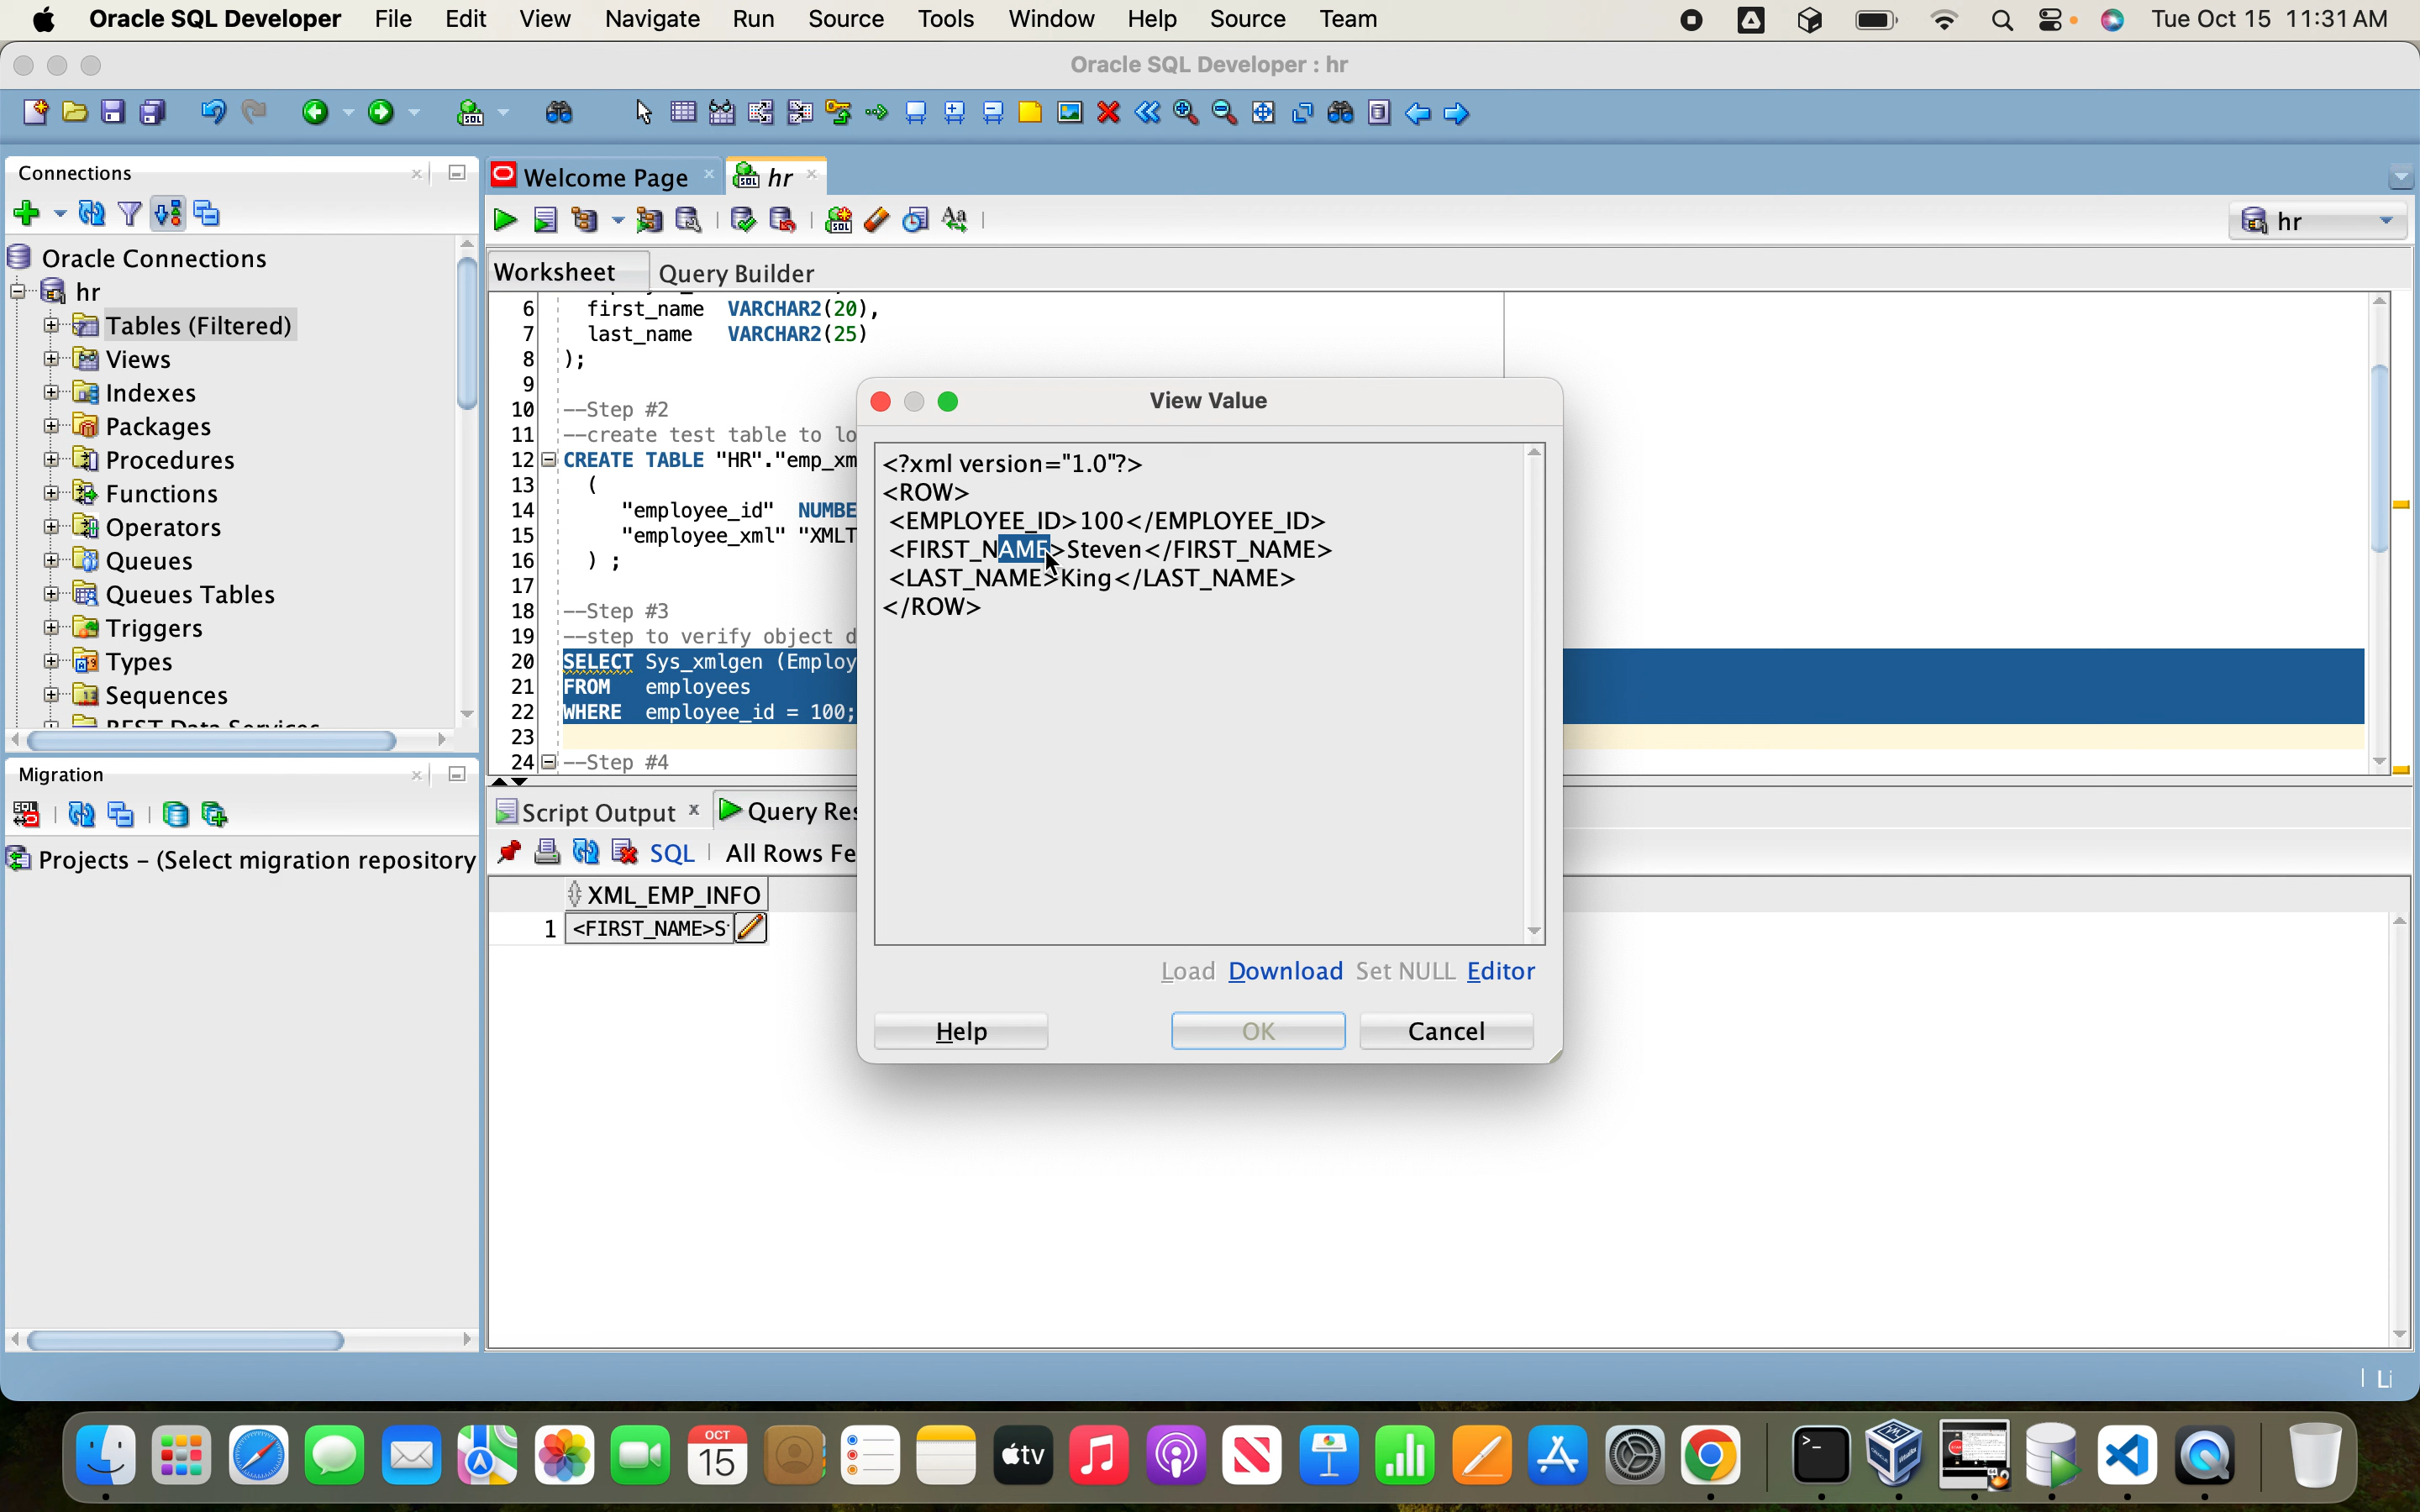 Oracle SQL Developer File Edit View Navigate Run Source Tools Window Help Source Team Tue Oct 15 11:31 AM
Oracle SQL Developer : hr
Connections
Oracle Connections
hr
Tables (Filtered)
Views
Indexes
Packages
Procedures
Functions
Operators
Queues
Queues Tables
Triggers
Types
Sequences
REST Data Services
Migration
Projects – (Select migration repository
Welcome Page
hr
hr
Worksheet Query Builder
6 first_name VARCHAR2(20),
7 last_name VARCHAR2(25)
8 );
9
10 --Step #2
11 --create test table to lo
12 CREATE TABLE "HR"."emp_xm
13 (
14 "employee_id" NUMBE
15 "employee_xml" "XMLT
16 ) ;
17
18 --Step #3
19 --step to verify object d
20 SELECT Sys_xmlgen (Employ
21 FROM employees
22 WHERE employee_id = 100;
23
24 --Step #4
Script Output Query Res
SQL All Rows Fe
XML_EMP_INFO
1 <FIRST_NAME>S
View Value
<?xml version="1.0"?>
<ROW>
<EMPLOYEE_ID>100</EMPLOYEE_ID>
<FIRST_NAME>Steven</FIRST_NAME>
<LAST_NAME>King</LAST_NAME>
</ROW>
Load Download Set NULL Editor
Help OK Cancel
Li
OCT
15
tv